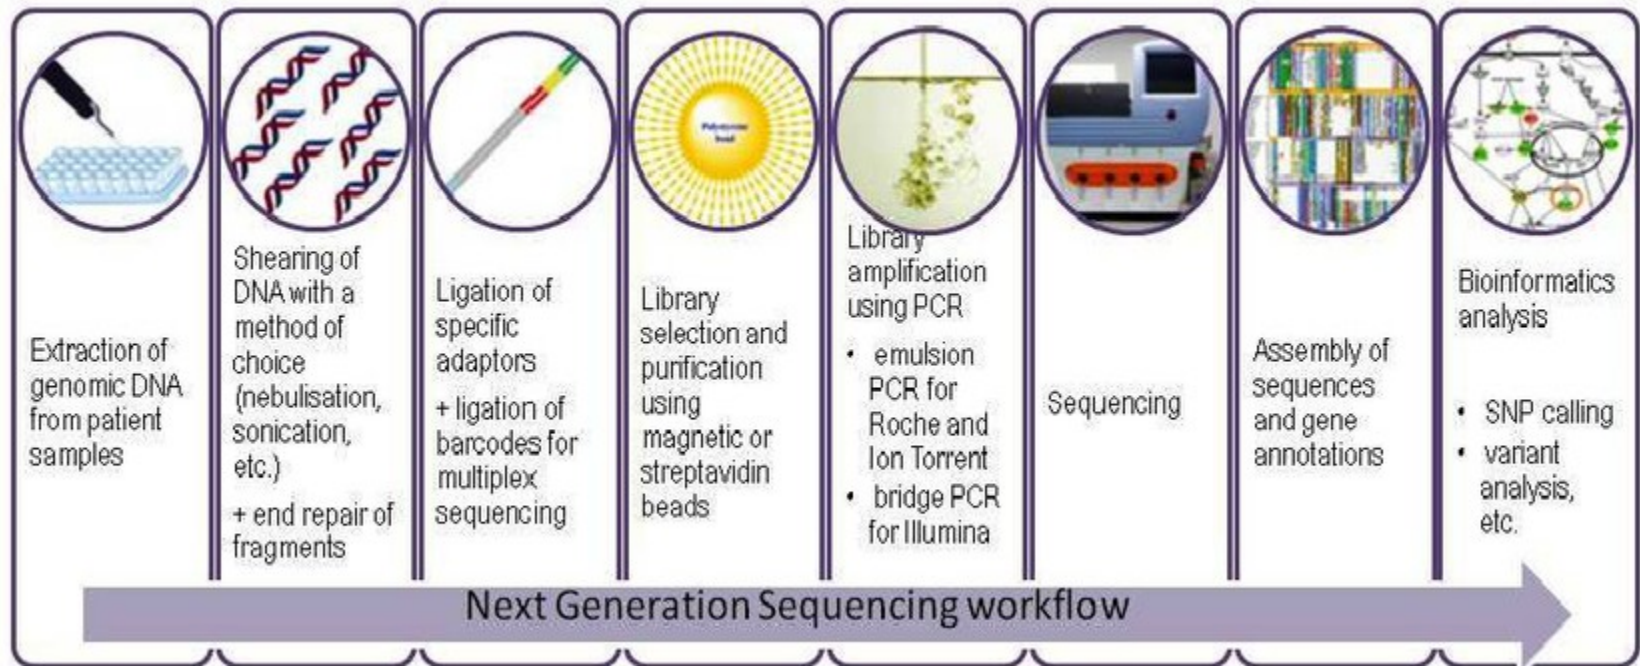 Extraction of
genomic DNA
from patient
samples
Shearing of
DNA with a
method of
choice
(nebulisation,
sonication,
etc.)
+ end repair of
fragments
Ligation of
specific
adaptors
+ ligation of
barcodes for
multiplex
sequencing
Polystyrene
bead
Library
selection and
purification
using
magnetic or
streptavidin
beads
Library
amplification
using PCR
• emulsion
PCR for
Roche and
Ion Torrent
• bridge PCR
for Illumina
Sequencing
Assembly of
sequences
and gene
annotations
Bioinformatics
analysis
• SNP calling
• variant
analysis,
etc.
Next Generation Sequencing workflow